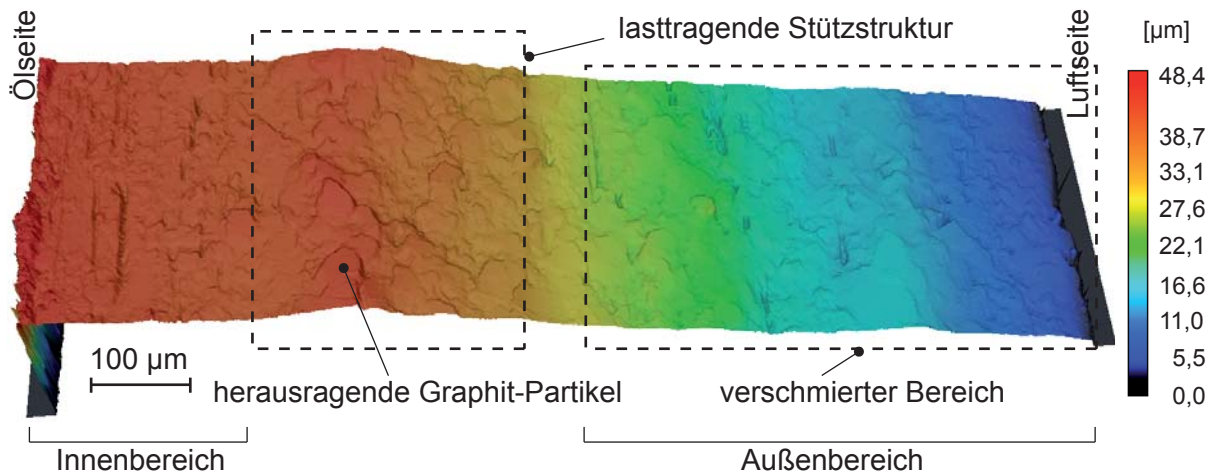 Ölseite
lasttragende Stützstruktur
Luftseite
[µm]
48,4
38,7
33,1
27,6
22,1
16,6
11,0
5,5
0,0
100 µm
herausragende Graphit-Partikel
verschmierter Bereich
Innenbereich
Außenbereich